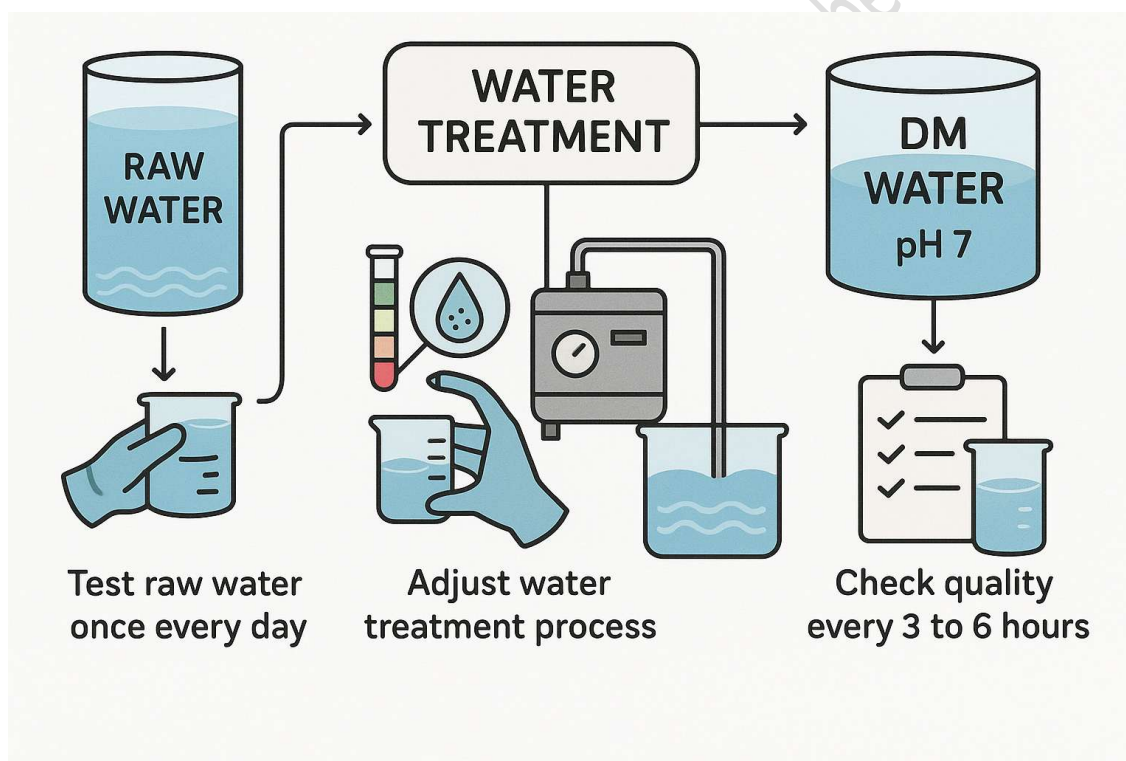 RAW
WATER
WATER
TREATMENT
DM
WATER
pH 7
Test raw water
once every day
Adjust water
treatment process
Check quality
every 3 to 6 hours